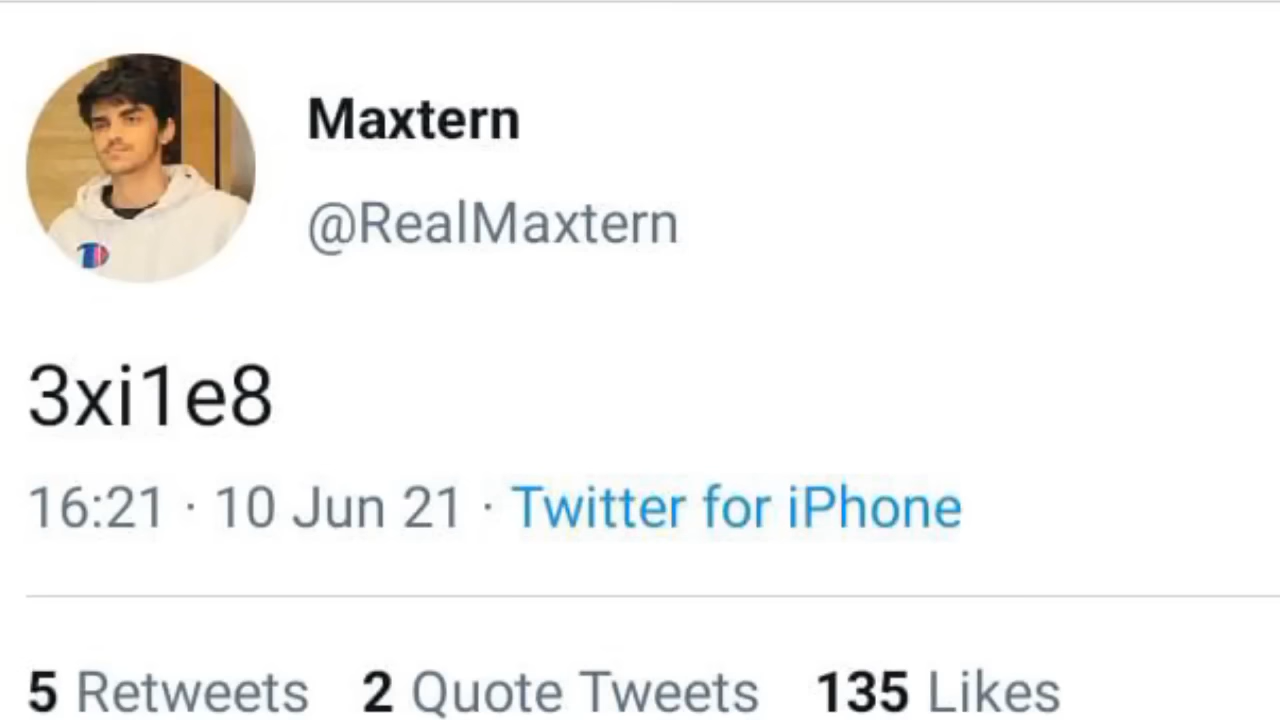 Maxtern
@RealMaxtern
3xi1e8
16:21 · 10 Jun 21 · Twitter for iPhone
5 Retweets 2 Quote Tweets 135 Likes